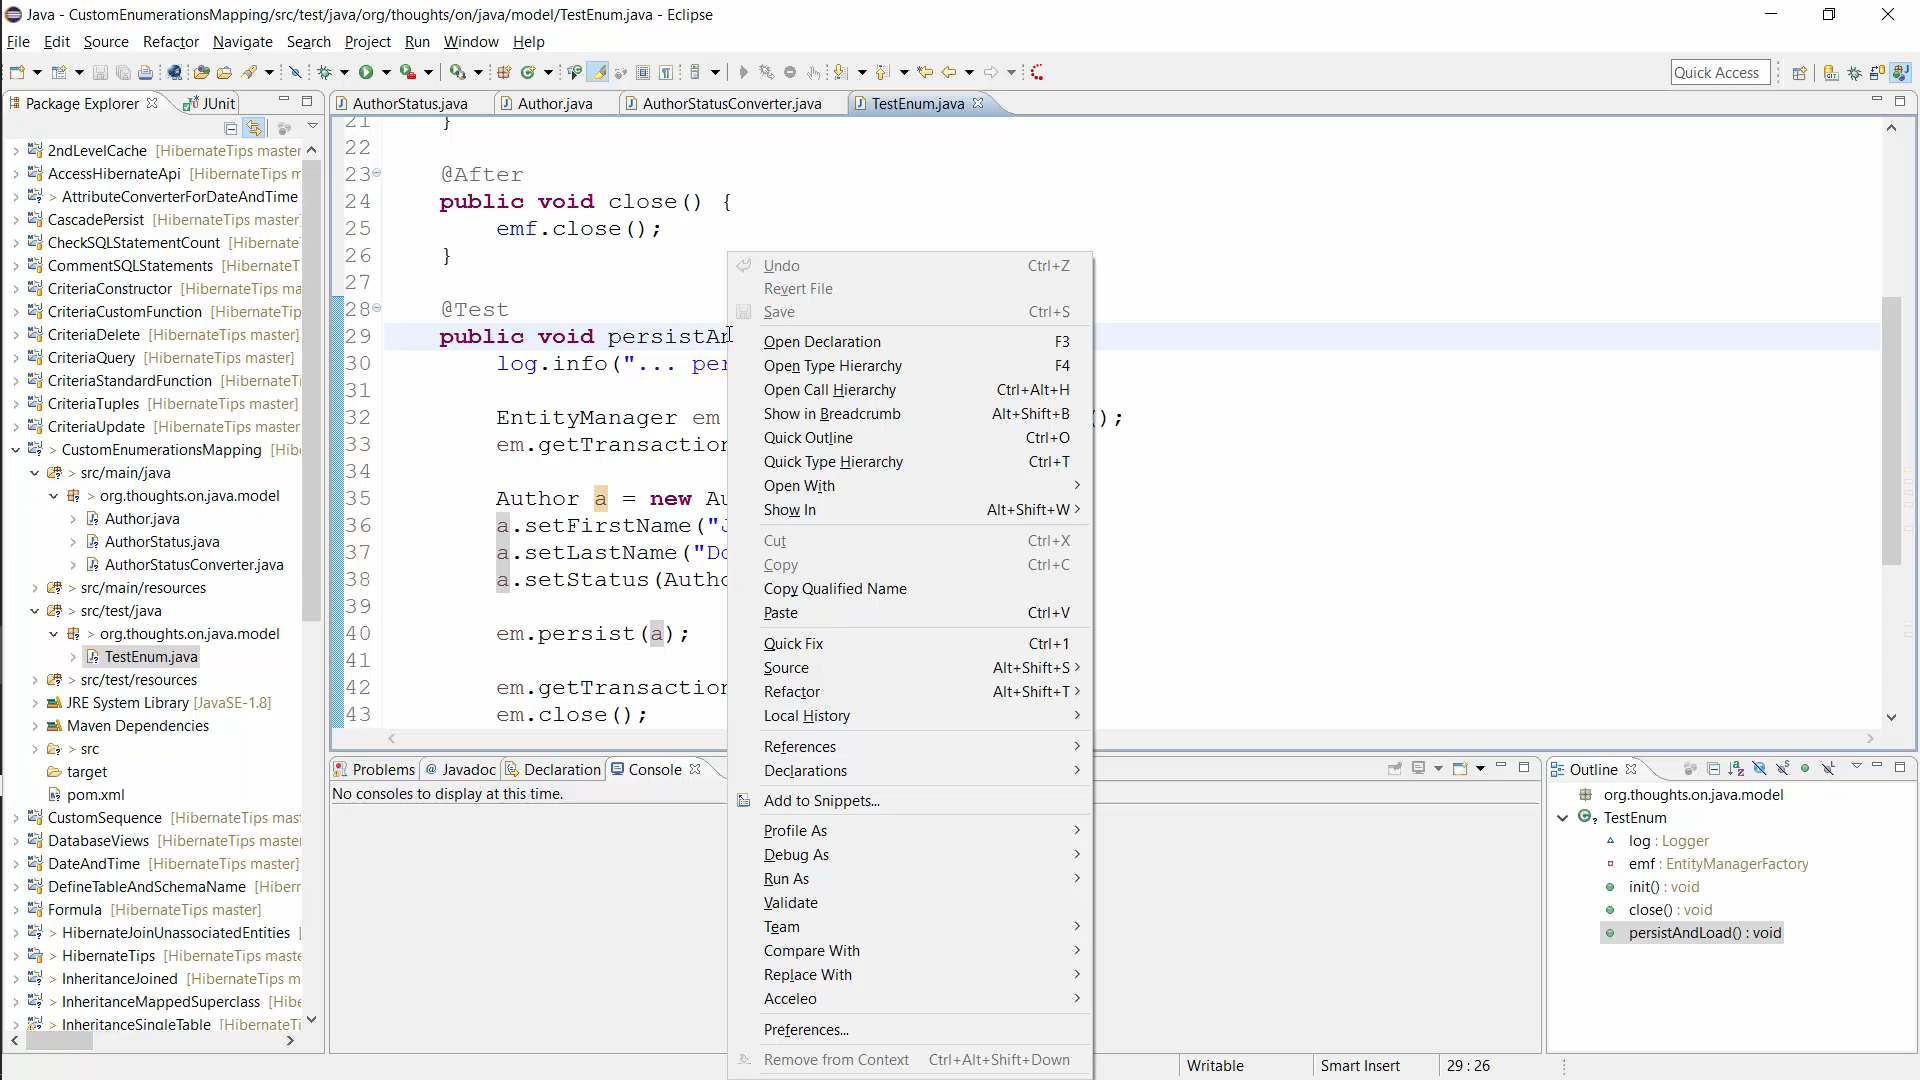 Java - CustomEnumerationsMapping/src/test/java/org/thoughts/on/java/model/TestEnum.java - Eclipse
File Edit Source Refactor Navigate Search Project Run Window Help
Quick Access
Package Explorer JUnit
AuthorStatus.java Author.java AuthorStatusConverter.java TestEnum.java
2ndLevelCache [HibernateTips master]
AccessHibernateApi [HibernateTips m
> AttributeConverterForDateAndTime
CascadePersist [HibernateTips master]
CheckSQLStatementCount [Hibernate
CommentSQLStatements [HibernateT
CriteriaConstructor [HibernateTips ma
CriteriaCustomFunction [HibernateTips
CriteriaDelete [HibernateTips master]
CriteriaQuery [HibernateTips master]
CriteriaStandardFunction [HibernateTi
CriteriaTuples [HibernateTips master]
CriteriaUpdate [HibernateTips master]
> CustomEnumerationsMapping [Hibe
> src/main/java
> org.thoughts.on.java.model
Author.java
AuthorStatus.java
AuthorStatusConverter.java
> src/main/resources
> src/test/java
> org.thoughts.on.java.model
TestEnum.java
> src/test/resources
JRE System Library [JavaSE-1.8]
Maven Dependencies
> src
target
pom.xml
CustomSequence [HibernateTips mast
DatabaseViews [HibernateTips master]
DateAndTime [HibernateTips master]
DefineTableAndSchemaName [Hibern
Formula [HibernateTips master]
> HibernateJoinUnassociatedEntities
> HibernateTips [HibernateTips maste
> InheritanceJoined [HibernateTips m
> InheritanceMappedSuperclass [Hibe
> InheritanceSingleTable [HibernateTi
21 }
22
23 @After
24 public void close() {
25 emf.close();
26 }
27
28 @Test
29 public void persistAn
30 log.info("... per
31
32 EntityManager em ();
33 em.getTransaction
34
35 Author a = new Au
36 a.setFirstName("J
37 a.setLastName("Do
38 a.setStatus(Autho
39
40 em.persist(a);
41
42 em.getTransaction
43 em.close();
Undo Ctrl+Z
Revert File
Save Ctrl+S
Open Declaration F3
Open Type Hierarchy F4
Open Call Hierarchy Ctrl+Alt+H
Show in Breadcrumb Alt+Shift+B
Quick Outline Ctrl+O
Quick Type Hierarchy Ctrl+T
Open With
Show In Alt+Shift+W
Cut Ctrl+X
Copy Ctrl+C
Copy Qualified Name
Paste Ctrl+V
Quick Fix Ctrl+1
Source Alt+Shift+S
Refactor Alt+Shift+T
Local History
References
Declarations
Add to Snippets...
Profile As
Debug As
Run As
Validate
Team
Compare With
Replace With
Acceleo
Preferences...
Remove from Context Ctrl+Alt+Shift+Down
Problems Javadoc Declaration Console
No consoles to display at this time.
Outline
org.thoughts.on.java.model
TestEnum
log : Logger
emf : EntityManagerFactory
init() : void
close() : void
persistAndLoad() : void
Writable Smart Insert 29 : 26